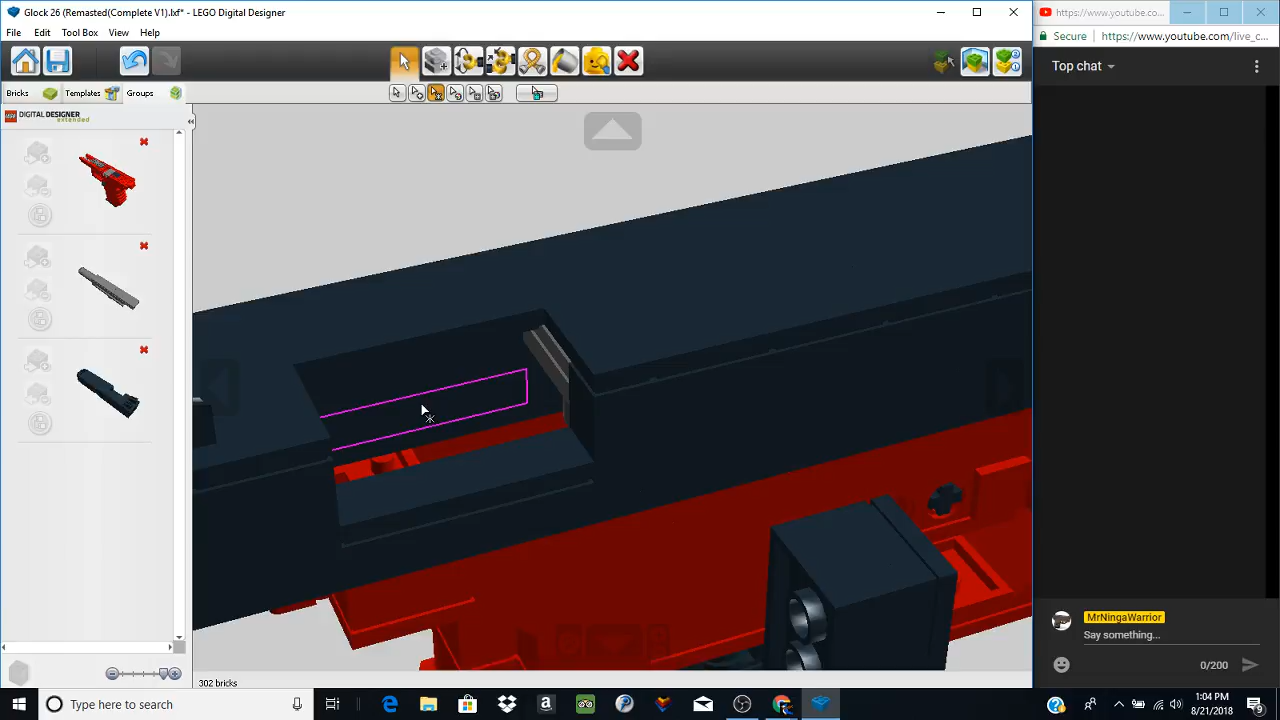 Glock 26 (Remasted(Complete V1).lxf* - LEGO Digital Designer
File Edit Tool Box View Help
Bricks Templates Groups
LEGO DIGITAL DESIGNER
extended
302 bricks
https://www.youtube.co...
Secure https://www.youtube.com/live_c...
Top chat
MrNingaWarrior
Say something...
0/200
Type here to search
1:04 PM
8/21/2018